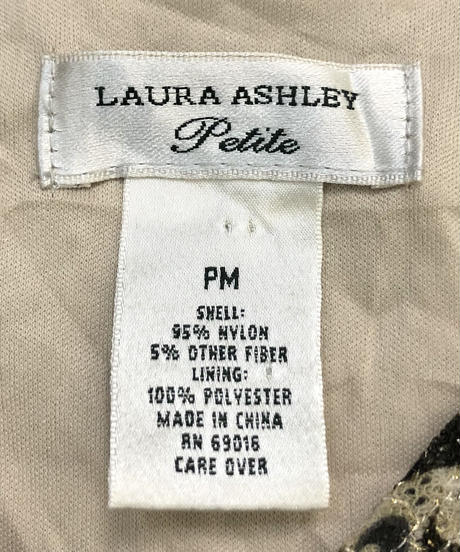 LAURA ASHLEY
Petite
PM
SHELL:
95% NYLON
5% OTHER FIBER
LINING:
100% POLYESTER
MADE IN CHINA
RN 69016
CARE OVER